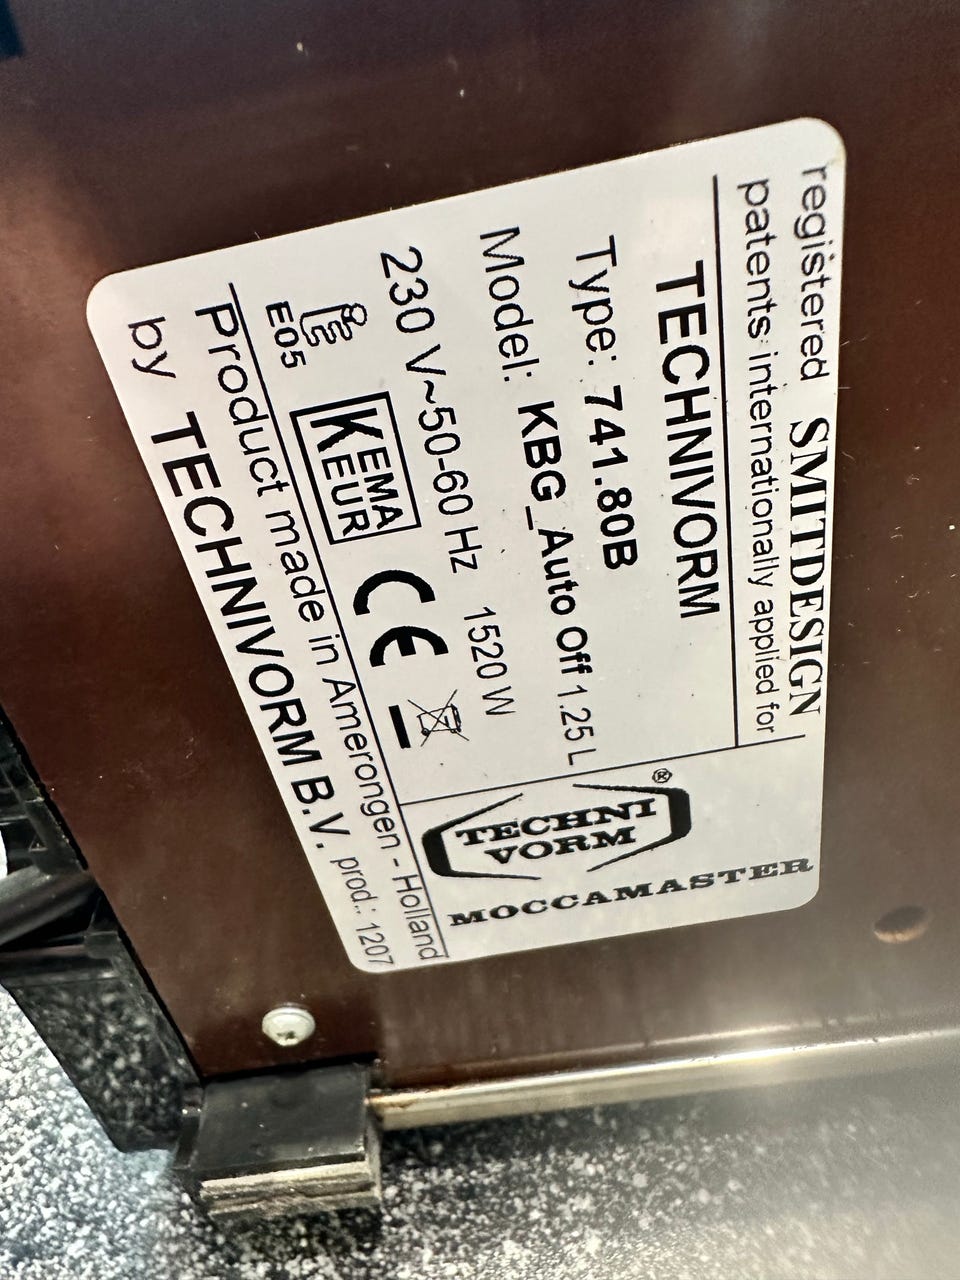 registered SMITDESIGN
patents internationally applied for
TECHNIVORM
Type: 741.80B
Model: KBG_Auto Off 1.25 L
230 V~50-60 Hz 1520 W
E05
KEMA
KEUR
CE
Product made in Amerongen - Holland
by TECHNIVORM B.V. prod.: 1207
TECHNI
VORM
®
MOCCAMASTER